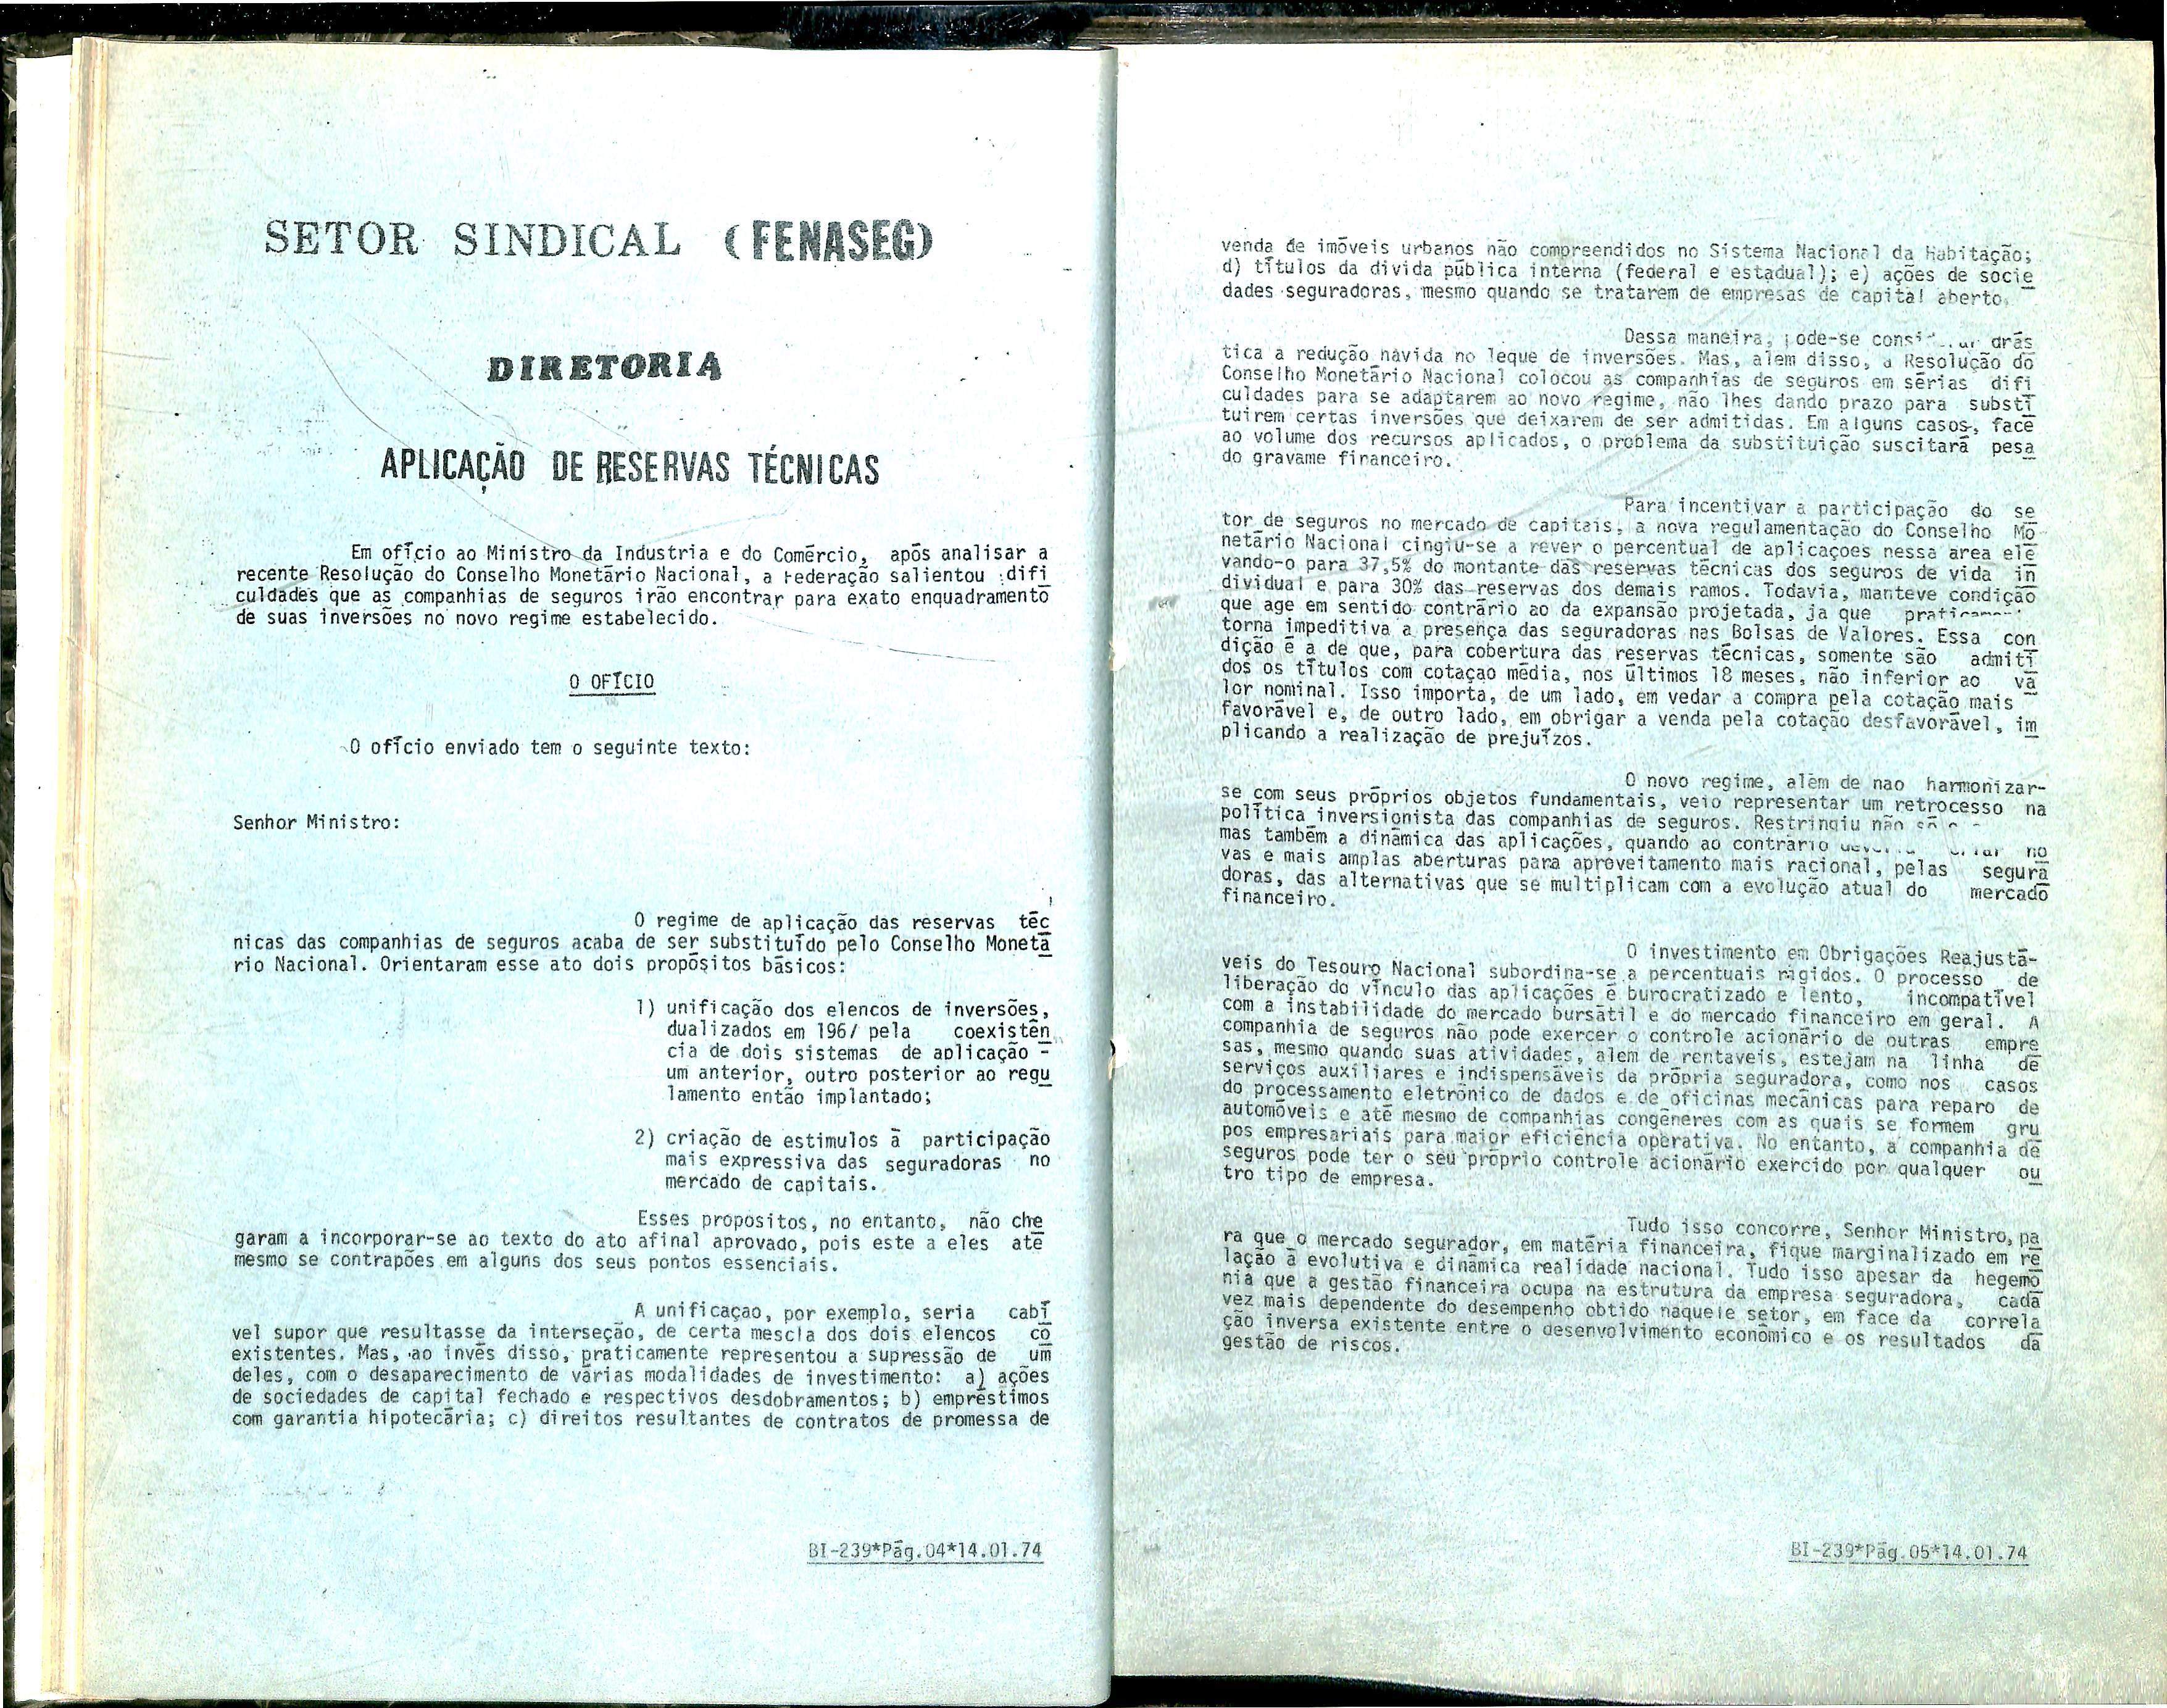 SETOR SINDICAL (FENASEG)
DIRETORIA
APLICAÇÃO DE RESERVAS TÉCNICAS
Em ofício ao Ministro da Industria e do Comércio, após analisar a
recente Resolução do Conselho Monetário Nacional, a Federação salientou difi
culdades que as companhias de seguros irão encontrar para exato enquadramento
de suas inversões no novo regime estabelecido.
O OFÍCIO
O ofício enviado tem o seguinte texto:
Senhor Ministro:
O regime de aplicação das reservas téc
nicas das companhias de seguros acaba de ser substituído pelo Conselho Monetá
rio Nacional. Orientaram esse ato dois propósitos básicos:
1) unificação dos elencos de inversões,
dualizados em 1967 pela coexistên
cia de dois sistemas de aplicação -
um anterior, outro posterior ao regu
lamento então implantado;
2) criação de estimulos à participação
mais expressiva das seguradoras no
mercado de capitais.
Esses propositos, no entanto, não che
garam a incorporar-se ao texto do ato afinal aprovado, pois este a eles até
mesmo se contrapões em alguns dos seus pontos essenciais.
A unificaçao, por exemplo, seria cabí
vel supor que resultasse da interseção, de certa mescla dos dois elencos co
existentes. Mas, ao invés disso, praticamente representou a supressão de um
deles, com o desaparecimento de várias modalidades de investimento: a) ações
de sociedades de capital fechado e respectivos desdobramentos; b) empréstimos
com garantia hipotecária; c) direitos resultantes de contratos de promessa de
BI-239*Pág.04*14.01.74
venda de imóveis urbanos não compreendidos no Sistema Nacional da Habitação;
d) títulos da divida pública interna (federal e estadual); e) ações de socie
dades seguradoras, mesmo quando se tratarem de empresas de capital aberto.
Dessa maneira, pode-se drás
tica a redução havida no leque de inversões. Mas, alem disso, a Resolução do
Conselho Monetário Nacional colocou as companhias de seguros em sérias difi
culdades para se adaptarem ao novo regime, não lhes dando prazo para substi
tuirem certas inversões que deixarem de ser admitidas. Em alguns casos, face
ao volume dos recursos aplicados, o problema da substituição suscitará pesa
do gravame financeiro.
Para incentivar a participação do se
tor de seguros no mercado de capitais, a nova regulamentação do Conselho Mo
netário Nacional cingiu-se a rever o percentual de aplicaçoes nessa area ele
vando-o para 37,5% do montante das reservas técnicas dos seguros de vida in
dividual e para 30% das reservas dos demais ramos. Todavia, manteve condição
que age em sentido contrário ao da expansão projetada, ja que
torna impeditiva a presença das seguradoras nas Bolsas de Valores. Essa con
dição é a de que, para cobertura das reservas técnicas, somente são admiti
dos os títulos com cotaçao média, nos últimos 18 meses, não inferior ao va
lor nominal. Isso importa, de um lado, em vedar a compra pela cotação mais
favorável e, de outro lado, em obrigar a venda pela cotação desfavorável, im
plicando a realização de prejuízos.
O novo regime, além de nao harmonizar-
se com seus próprios objetos fundamentais, veio representar um retrocesso na
política inversionista das companhias de seguros. Restringiu não só
mas também a dinâmica das aplicações, quando ao contrário no
vas e mais amplas aberturas para aproveitamento mais racional, pelas segura
doras, das alternativas que se multiplicam com a evolução atual do mercado
financeiro.
O investimento em Obrigações Reajustá-
veis do Tesouro Nacional subordina-se a percentuais rígidos. O processo de
liberação do vínculo das aplicações é burocratizado e lento, incompatível
com a instabilidade do mercado bursátil e do mercado financeiro em geral. A
companhia de seguros não pode exercer o controle acionário de outras empre
sas, mesmo quando suas atividades, alem de rentaveis, estejam na linha de
serviços auxiliares e indispensáveis da própria seguradora, como nos casos
do processamento eletrônico de dados e de oficinas mecânicas para reparo de
automóveis e até mesmo de companhias congêneres com as quais se formem gru
pos empresariais para maior eficiencia operativa. No entanto, a companhia de
seguros pode ter o seu próprio controle acionário exercido por qualquer ou
tro tipo de empresa.
Tudo isso concorre, Senhor Ministro, pa
ra que o mercado segurador, em matéria financeira, fique marginalizado em re
lação à evolutiva e dinâmica realidade nacional. Tudo isso apesar da hegemo
nia que a gestão financeira ocupa na estrutura da empresa seguradora, cada
vez mais dependente do desempenho obtido naquele setor, em face da correla
ção inversa existente entre o desenvolvimento econômico e os resultados da
gestão de riscos.
BI-239*Pág.05*14.01.74